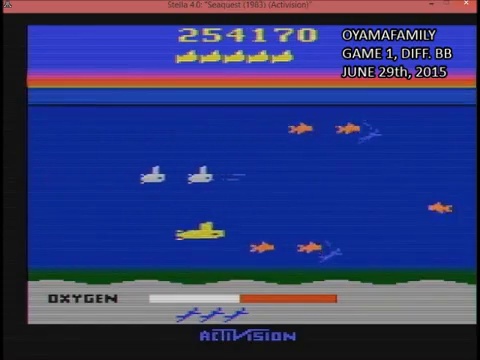 Stella 4.0: "Seaquest (1983) (Activision)"
254170
OYAMAFAMILY
GAME 1, DIFF. BB
JUNE 29th, 2015
OXYGEN
ACTIVISION